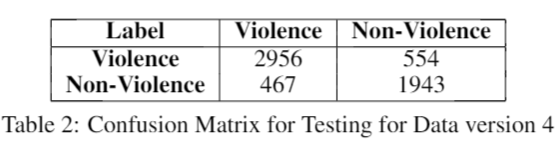 Label Violence Non-Violence
Violence 2956 554
Non-Violence 467 1943
Table 2: Confusion Matrix for Testing for Data version 4